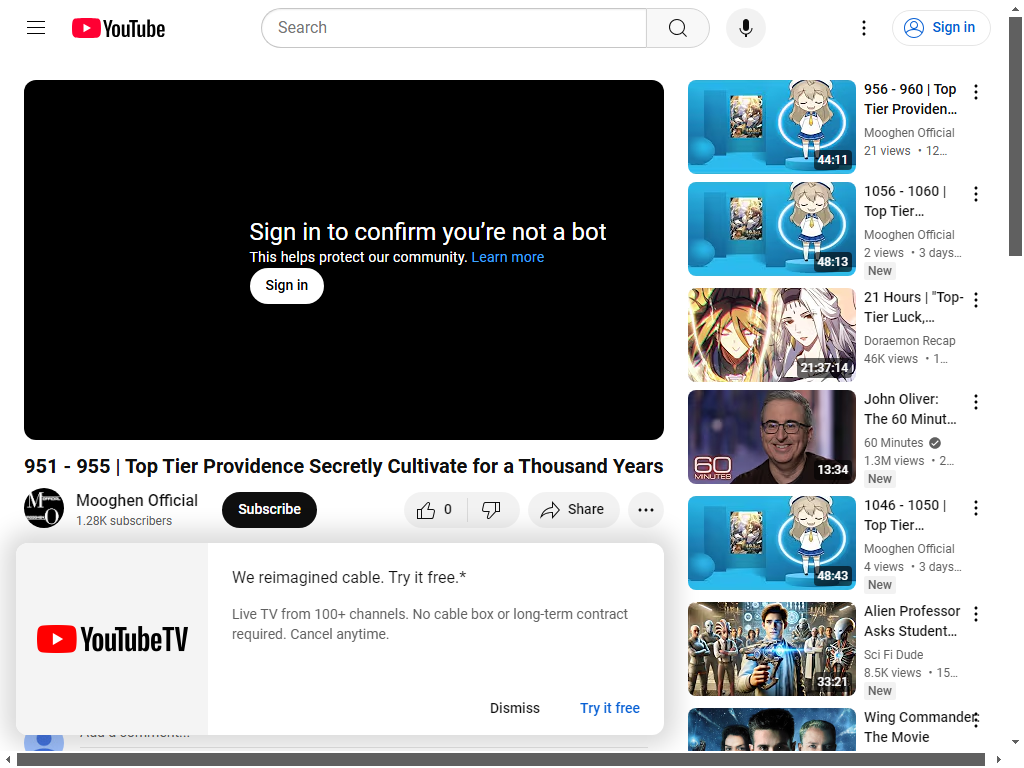 YouTube
Search
Sign in
Sign in to confirm you're not a bot
This helps protect our community. Learn more
Sign in
951 - 955 | Top Tier Providence Secretly Cultivate for a Thousand Years
Mooghen Official
1.28K subscribers
Subscribe
0
Share
YouTubeTV
We reimagined cable. Try it free.*
Live TV from 100+ channels. No cable box or long-term contract
required. Cancel anytime.
Dismiss
Try it free
956 - 960 | Top
Tier Providen...
Mooghen Official
21 views • 12...
44:11
1056 - 1060 |
Top Tier...
Mooghen Official
2 views • 3 days...
New
48:13
21 Hours | "Top-
Tier Luck,...
Doraemon Recap
46K views • 1...
21:37:14
John Oliver:
The 60 Minut...
60 Minutes
1.3M views • 2...
New
60
MINUTES
13:34
1046 - 1050 |
Top Tier...
Mooghen Official
4 views • 3 days...
New
48:43
Alien Professor
Asks Student...
Sci Fi Dude
8.5K views • 15...
New
33:21
Wing Commander:
The Movie